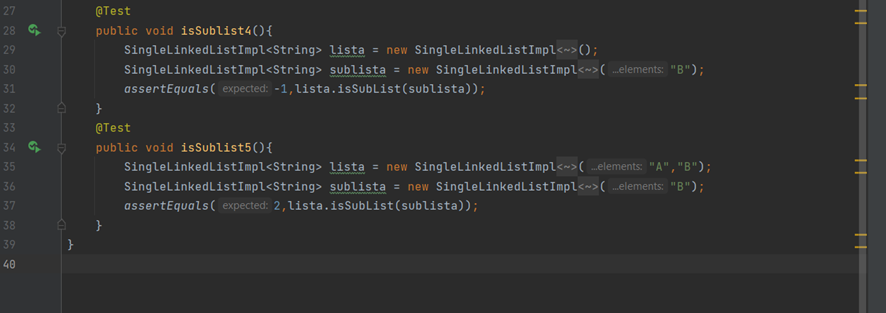 27 @Test
28 public void isSublist4(){
29 SingleLinkedListImpl<String> lista = new SingleLinkedListImpl<~>();
30 SingleLinkedListImpl<String> sublista = new SingleLinkedListImpl<~>( ...elements: "B");
31 assertEquals( expected: -1,lista.isSubList(sublista));
32 }
33 @Test
34 public void isSublist5(){
35 SingleLinkedListImpl<String> lista = new SingleLinkedListImpl<~>( ...elements: "A","B");
36 SingleLinkedListImpl<String> sublista = new SingleLinkedListImpl<~>( ...elements: "B");
37 assertEquals( expected: 2,lista.isSubList(sublista));
38 }
39 }
40